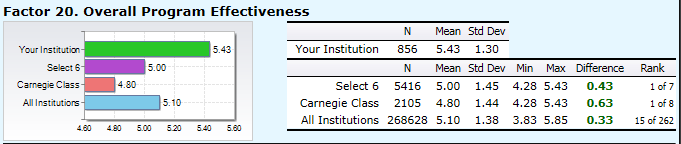 Factor 20. Overall Program Effectiveness
Your Institution 5.43
Select 6 5.00
Carnegie Class 4.80
All Institutions 5.10
4.60 4.80 5.00 5.20 5.40 5.60
N Mean Std Dev
Your Institution 856 5.43 1.30
N Mean Std Dev Min Max Difference Rank
Select 6 5416 5.00 1.45 4.28 5.43 0.43 1 of 7
Carnegie Class 2105 4.80 1.44 4.28 5.43 0.63 1 of 8
All Institutions 268628 5.10 1.38 3.83 5.85 0.33 15 of 262